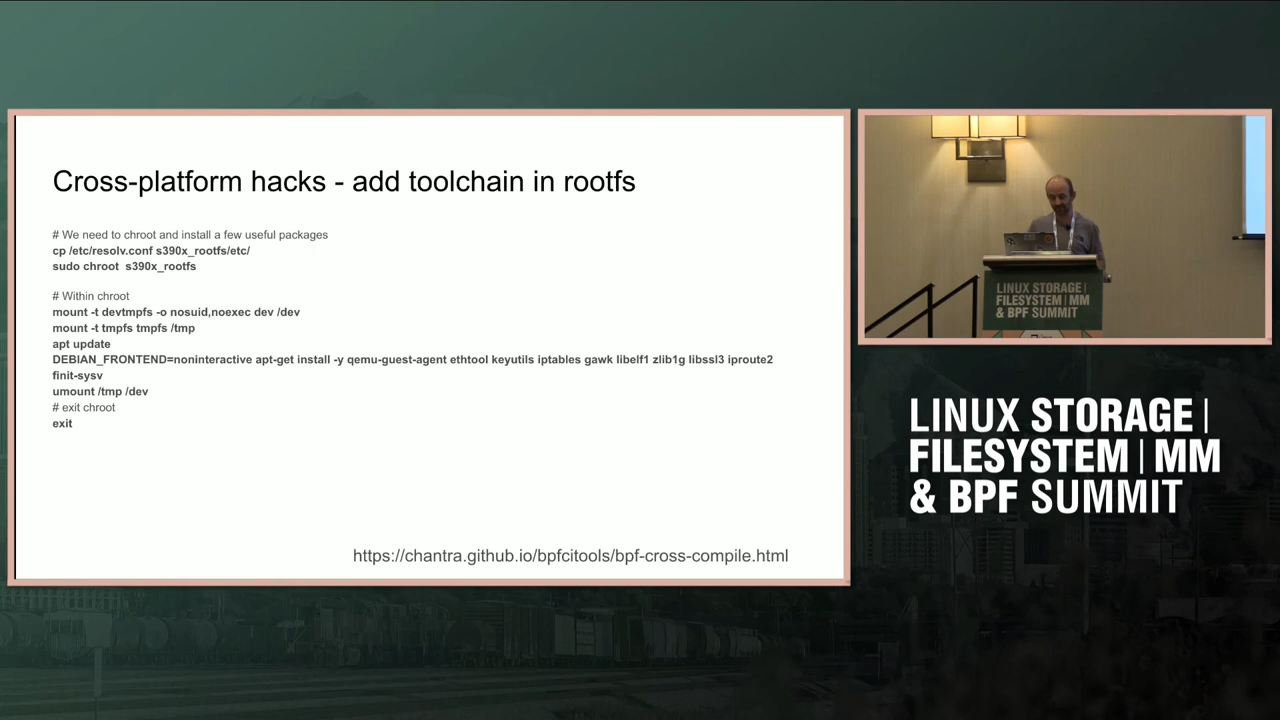 Cross-platform hacks - add toolchain in rootfs
# We need to chroot and install a few useful packages
cp /etc/resolv.conf s390x_rootfs/etc/
sudo chroot  s390x_rootfs
# Within chroot
mount -t devtmpfs -o nosuid,noexec dev /dev
mount -t tmpfs tmpfs /tmp
apt update
DEBIAN_FRONTEND=noninteractive apt-get install -y qemu-guest-agent ethtool keyutils iptables gawk libelf1 zlib1g libssl3 iproute2
finit-sysv
umount /tmp /dev
# exit chroot
exit
https://chantra.github.io/bpfcitools/bpf-cross-compile.html
LINUX STORAGE |
FILESYSTEM | MM
& BPF SUMMIT
LINUX STORAGE |
FILESYSTEM | MM
& BPF SUMMIT